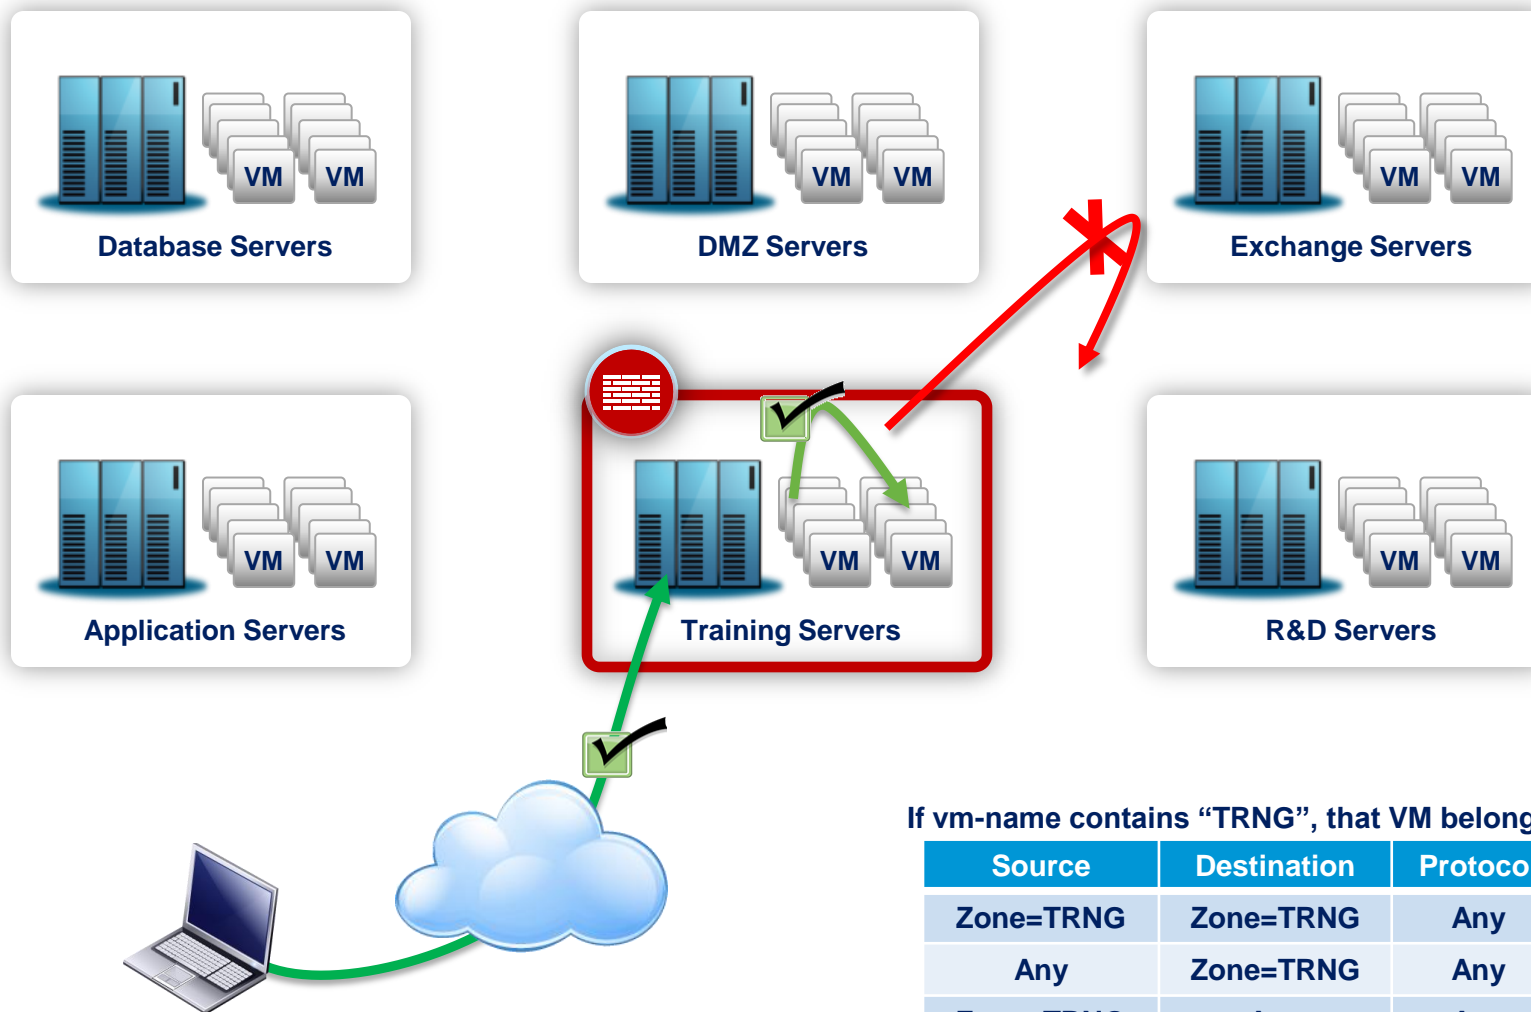 VM VM
Database Servers
VM VM
DMZ Servers
VM VM
Exchange Servers
VM VM
Application Servers
VM VM
Training Servers
VM VM
R&D Servers
If vm-name contains “TRNG”, that VM belong
Source Destination Protoco
Zone=TRNG Zone=TRNG Any
Any Zone=TRNG Any